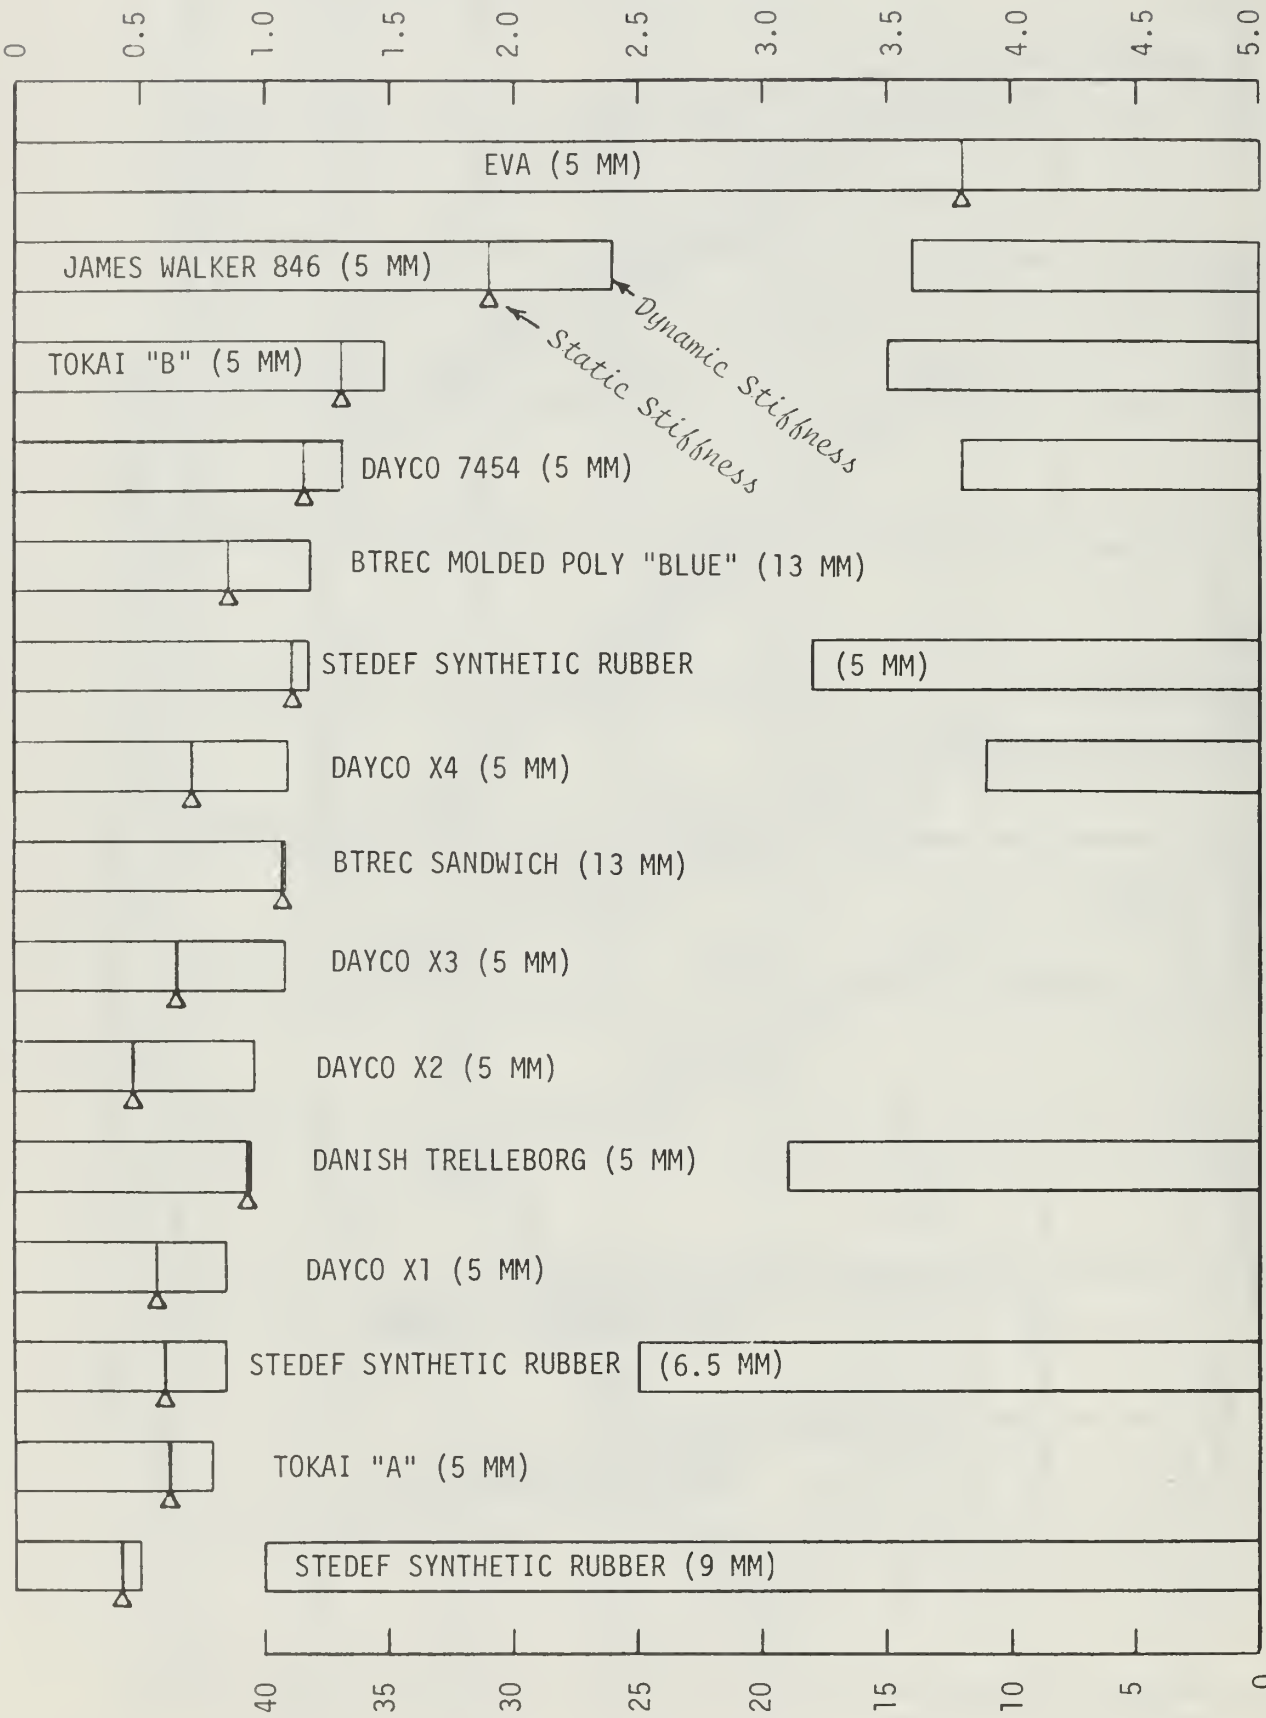 0 0.5 1.0 1.5 2.0 2.5 3.0 3.5 4.0 4.5 5.0
EVA (5 MM)
JAMES WALKER 846 (5 MM)
Dynamic Stiffness
Static Stiffness
TOKAI "B" (5 MM)
DAYCO 7454 (5 MM)
BTREC MOLDED POLY "BLUE" (13 MM)
STEDEF SYNTHETIC RUBBER (5 MM)
DAYCO X4 (5 MM)
BTREC SANDWICH (13 MM)
DAYCO X3 (5 MM)
DAYCO X2 (5 MM)
DANISH TRELLEBORG (5 MM)
DAYCO X1 (5 MM)
STEDEF SYNTHETIC RUBBER (6.5 MM)
TOKAI "A" (5 MM)
STEDEF SYNTHETIC RUBBER (9 MM)
40 35 30 25 20 15 10 5 0